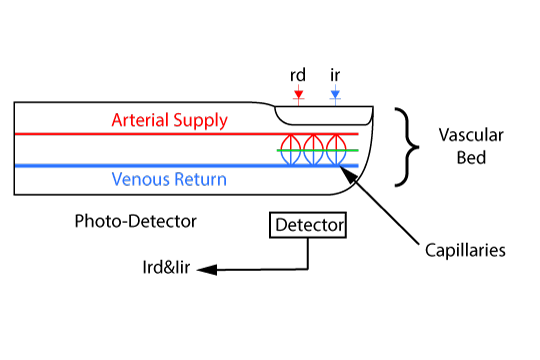 rd ir
Arterial Supply
Vascular
Bed
Venous Return
Photo-Detector
Detector
Capillaries
Ird&Iir